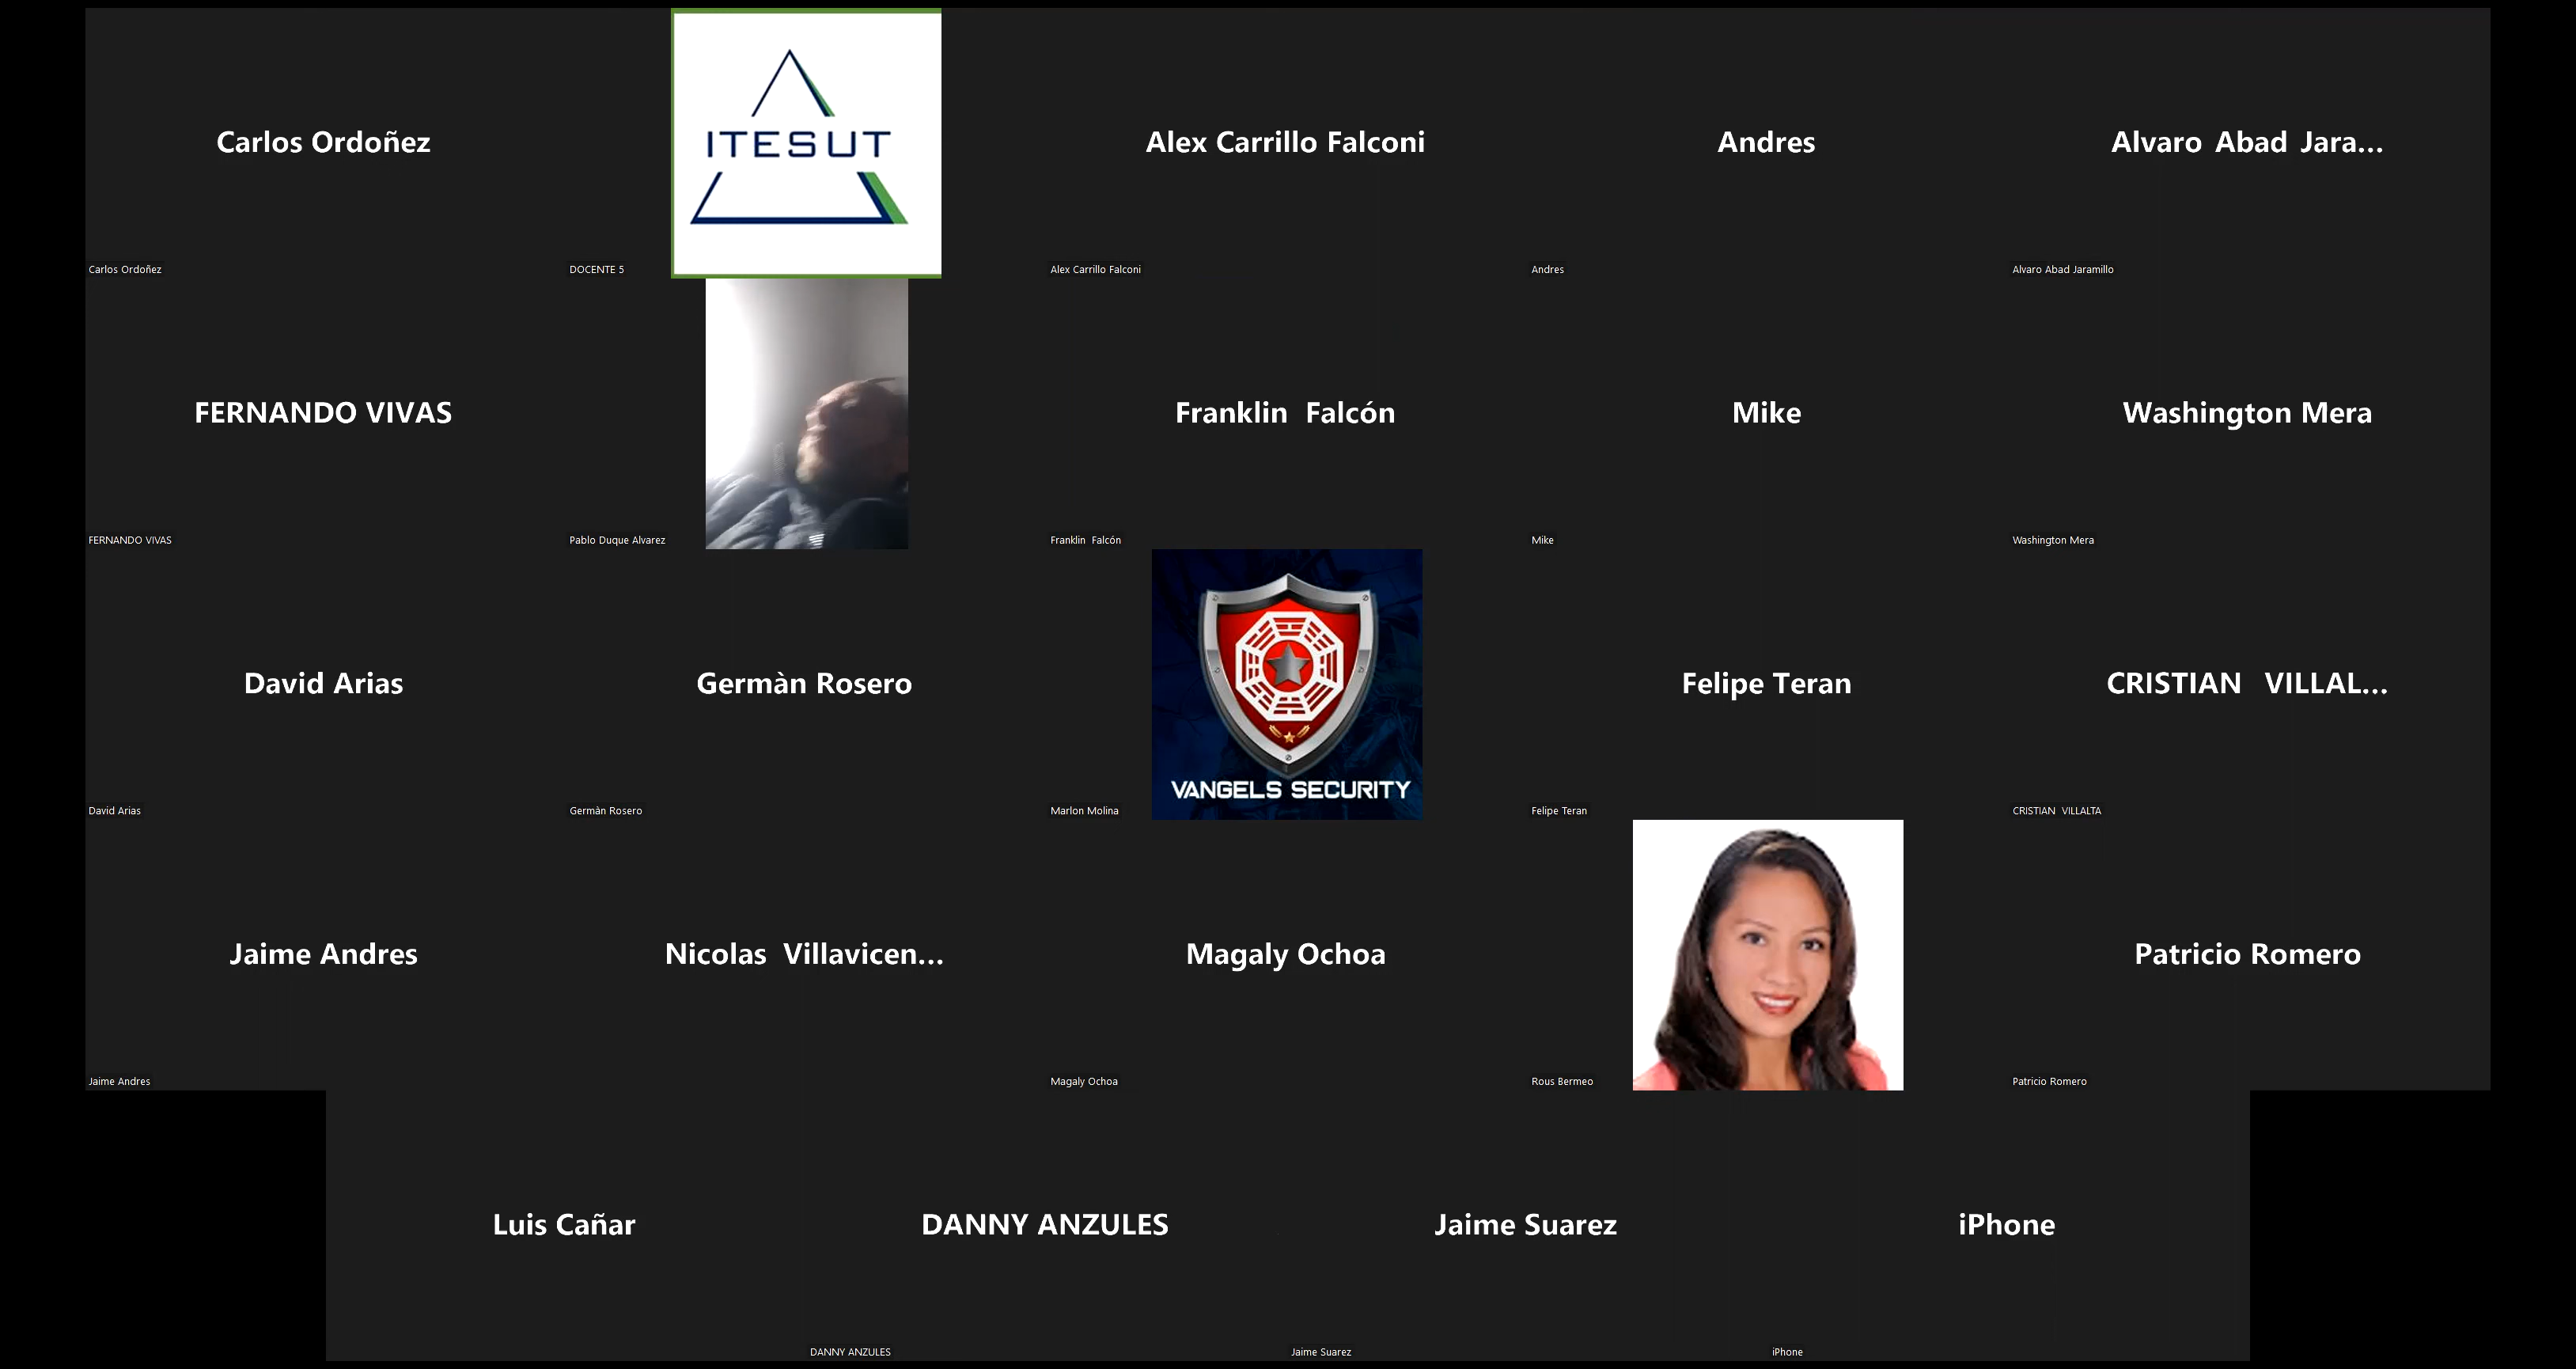 Carlos Ordoñez
ITESUT
Alex Carrillo Falconi
Andres
Alvaro Abad Jara...
Carlos Ordoñez
DOCENTE 5
Alex Carrillo Falconi
Andres
Alvaro Abad Jaramillo
FERNANDO VIVAS
Franklin Falcón
Mike
Washington Mera
FERNANDO VIVAS
Pablo Duque Alvarez
Franklin Falcón
Mike
Washington Mera
David Arias
Germàn Rosero
VANGELS SECURITY
Felipe Teran
CRISTIAN VILLAL...
David Arias
Germàn Rosero
Marlon Molina
Felipe Teran
CRISTIAN VILLALTA
Jaime Andres
Nicolas Villavicen...
Magaly Ochoa
Patricio Romero
Jaime Andres
Magaly Ochoa
Rous Bermeo
Patricio Romero
Luis Cañar
DANNY ANZULES
Jaime Suarez
iPhone
DANNY ANZULES
Jaime Suarez
iPhone